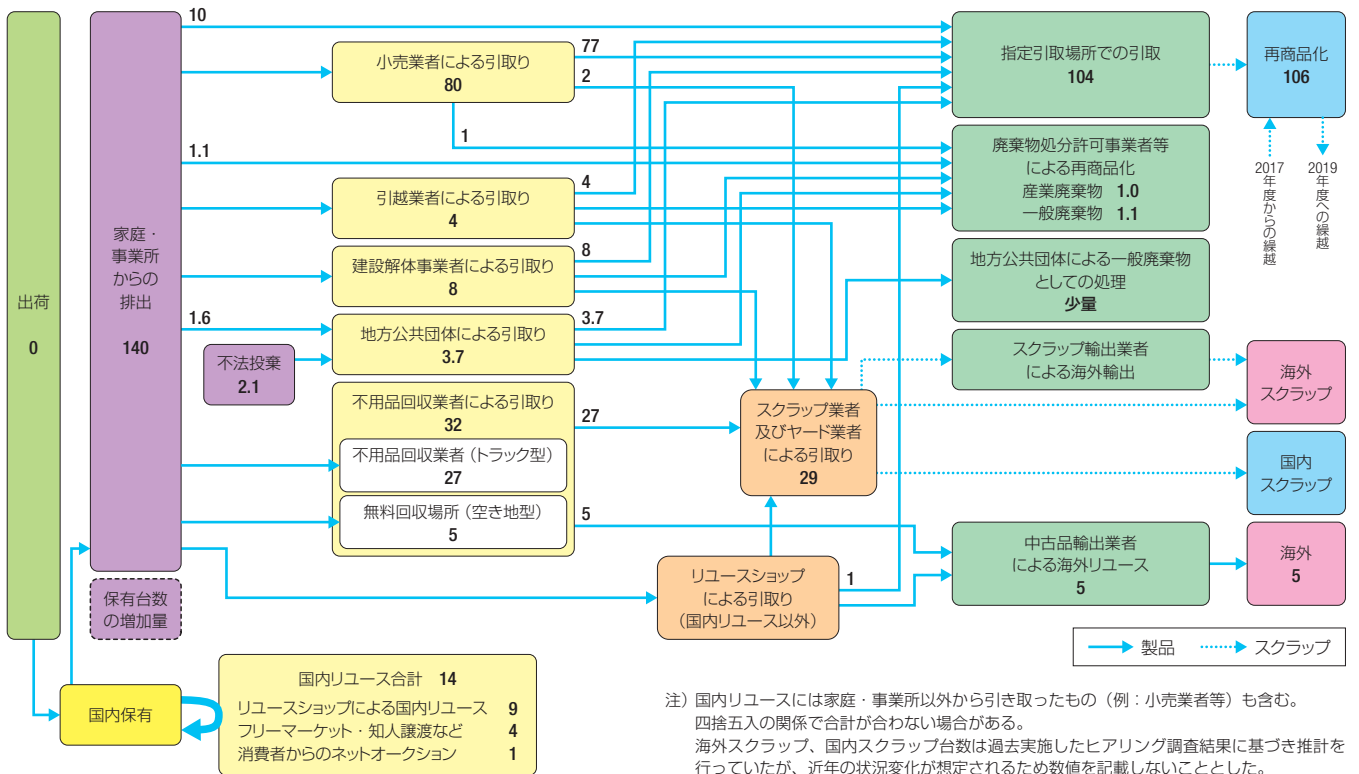 出荷
0
家庭・
事業所
からの
排出
140
保有台数
の増加量
国内保有
10
1.1
1.6
不法投棄
2.1
小売業者による引取り
80
77
2
1
引越業者による引取り
4
4
建設解体事業者による引取り
8
8
地方公共団体による引取り
3.7
3.7
不用品回収業者による引取り
32
27
不用品回収業者（トラック型）
27
無料回収場所（空き地型）
5
5
スクラップ業者
及びヤード業者
による引取り
29
リユースショップ
による引取り
（国内リユース以外）
1
指定引取場所での引取
104
廃棄物処分許可事業者等
による再商品化
産業廃棄物 1.0
一般廃棄物 1.1
地方公共団体による一般廃棄物
としての処理
少量
スクラップ輸出業者
による海外輸出
中古品輸出業者
による海外リユース
5
再商品化
106
2017年度からの繰越
2019年度への繰越
海外
スクラップ
国内
スクラップ
海外
5
製品 スクラップ
国内リユース合計 14
リユースショップによる国内リユース 9
フリーマーケット・知人譲渡など 4
消費者からのネットオークション 1
注）国内リユースには家庭・事業所以外から引き取ったもの（例：小売業者等）も含む。
四捨五入の関係で合計が合わない場合がある。
海外スクラップ、国内スクラップ台数は過去実施したヒアリング調査結果に基づき推計を
行っていたが、近年の状況変化が想定されるため数値を記載しないこととした。